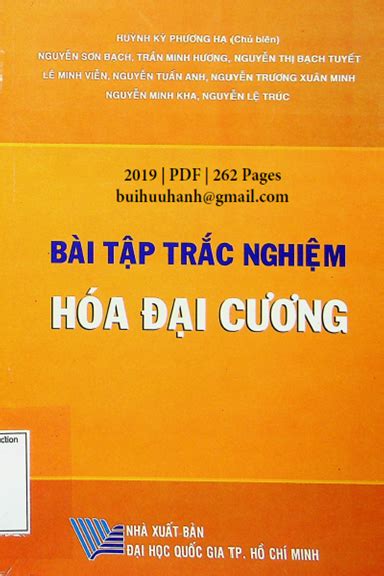 HUỲNH KỲ PHƯƠNG HẠ (Chủ biên)
NGUYỄN SƠN BẠCH, TRẦN MINH HƯƠNG, NGUYỄN THỊ BẠCH TUYẾT
LÊ MINH VIỄN, NGUYỄN TUẤN ANH, NGUYỄN TRƯƠNG XUÂN MINH
NGUYỄN MINH KHA, NGUYỄN LỆ TRÚC
2019 | PDF | 262 Pages
buihuuhanh@gmail.com
BÀI TẬP TRẮC NGHIỆM
HÓA ĐẠI CƯƠNG
NHÀ XUẤT BẢN
ĐẠI HỌC QUỐC GIA TP. HỒ CHÍ MINH